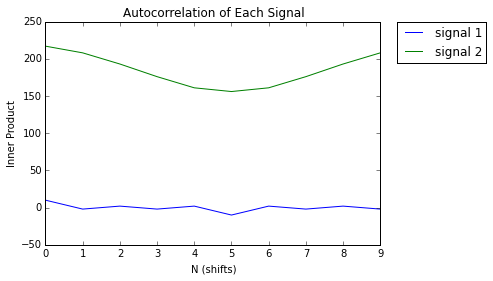 Autocorrelation of Each Signal
250
200
150
100
50
0
−50
Inner Product
0 1 2 3 4 5 6 7 8 9
N (shifts)
signal 1
signal 2